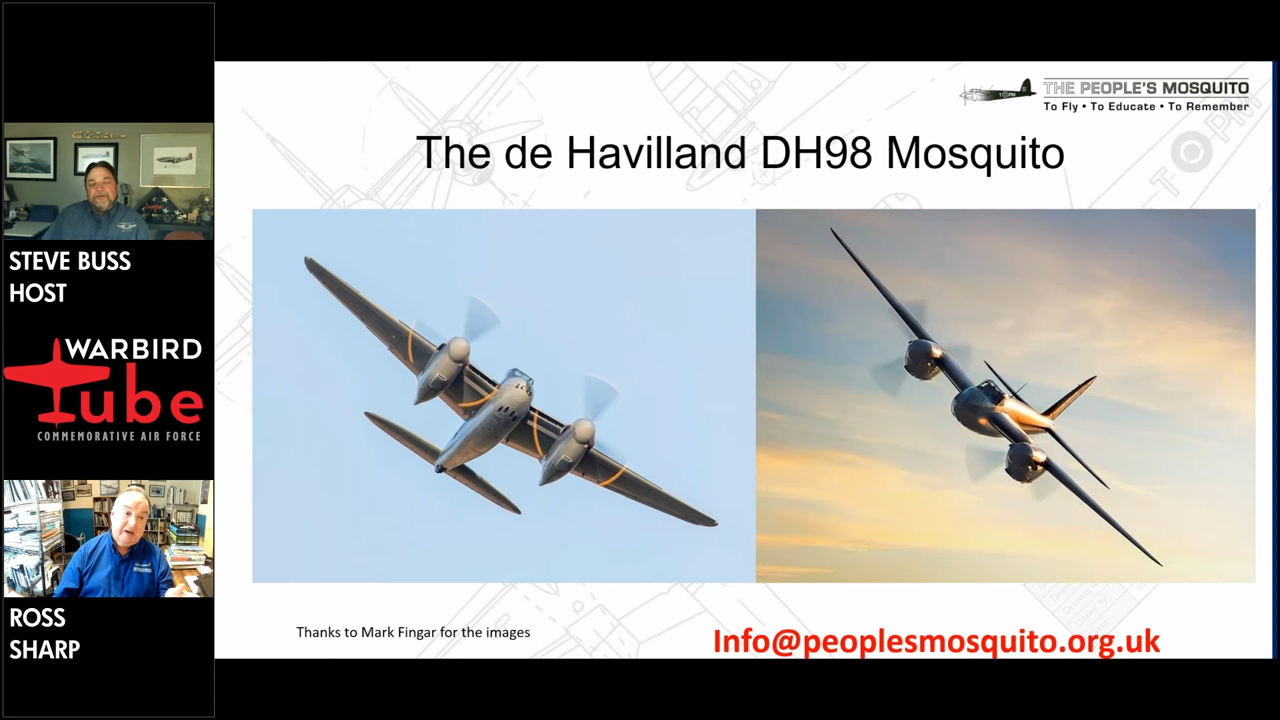 STEVE BUSS
HOST
WARBIRD
Tube
COMMEMORATIVE AIR FORCE
ROSS
SHARP
THE PEOPLE'S MOSQUITO
To Fly • To Educate • To Remember
The de Havilland DH98 Mosquito
Thanks to Mark Fingar for the images
Info@peoplesmosquito.org.uk